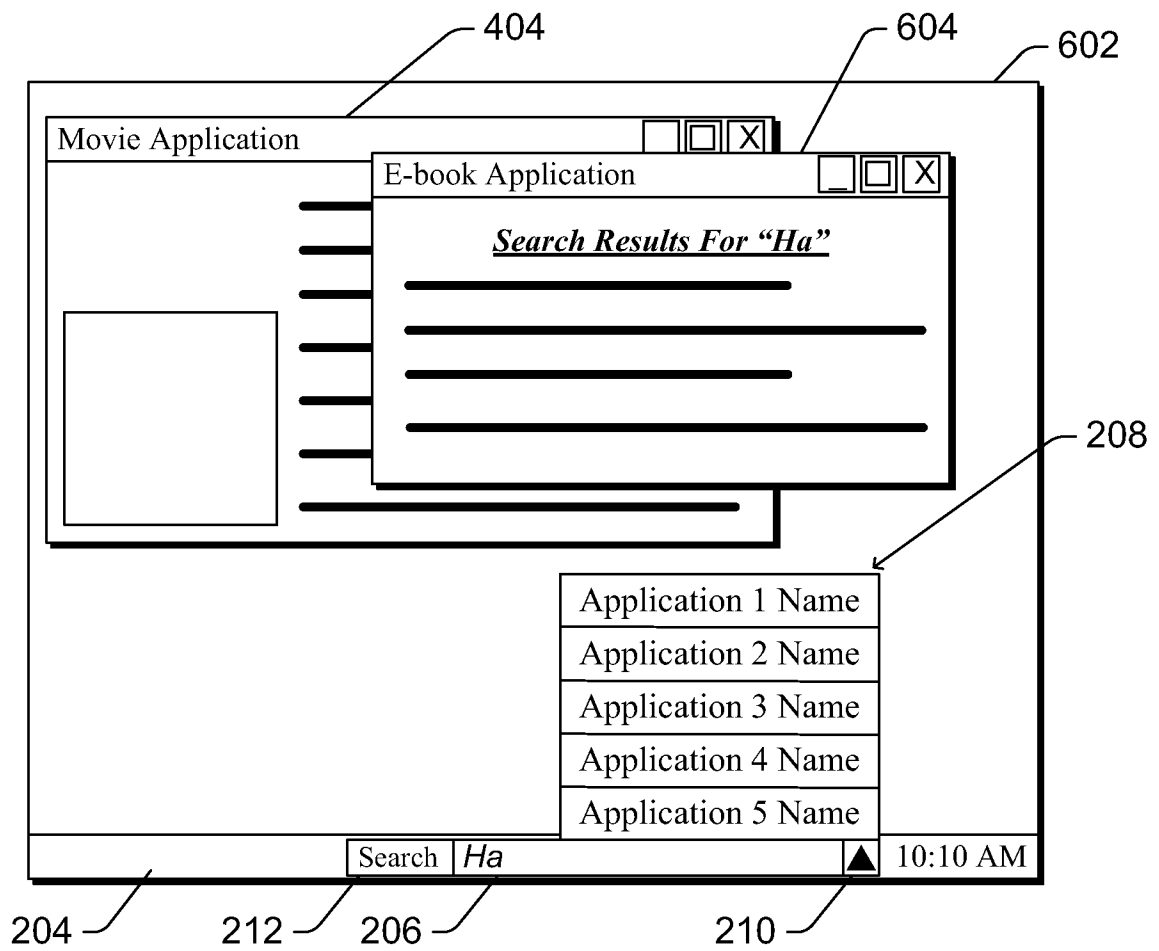 404
604
602
Movie Application
X
E-book Application
X
Search Results For “Ha”
208
Application 1 Name
Application 2 Name
Application 3 Name
Application 4 Name
Application 5 Name
Search Ha 10:10 AM
204 212 206 210